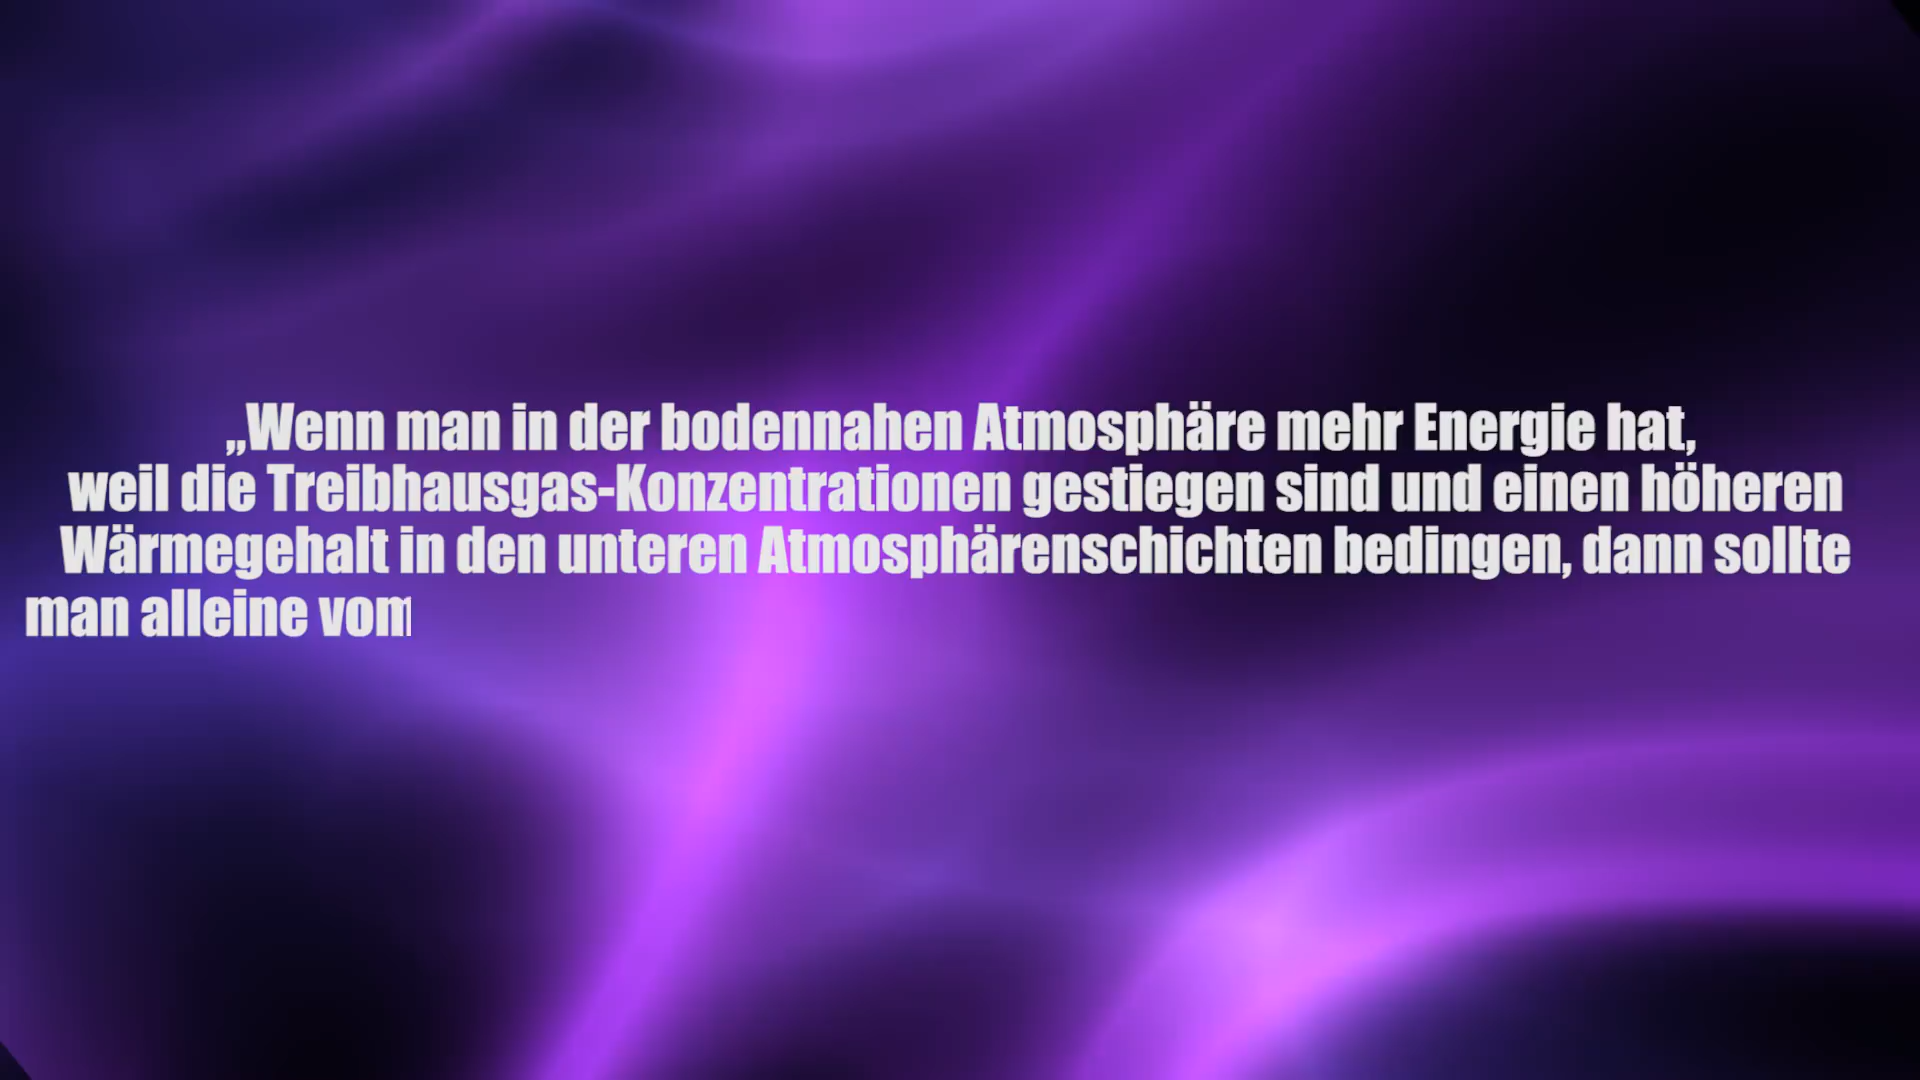 „Wenn man in der bodennahen Atmosphäre mehr Energie hat,
weil die Treibhausgas-Konzentrationen gestiegen sind und einen höheren
Wärmegehalt in den unteren Atmosphärenschichten bedingen, dann sollte
man alleine vom